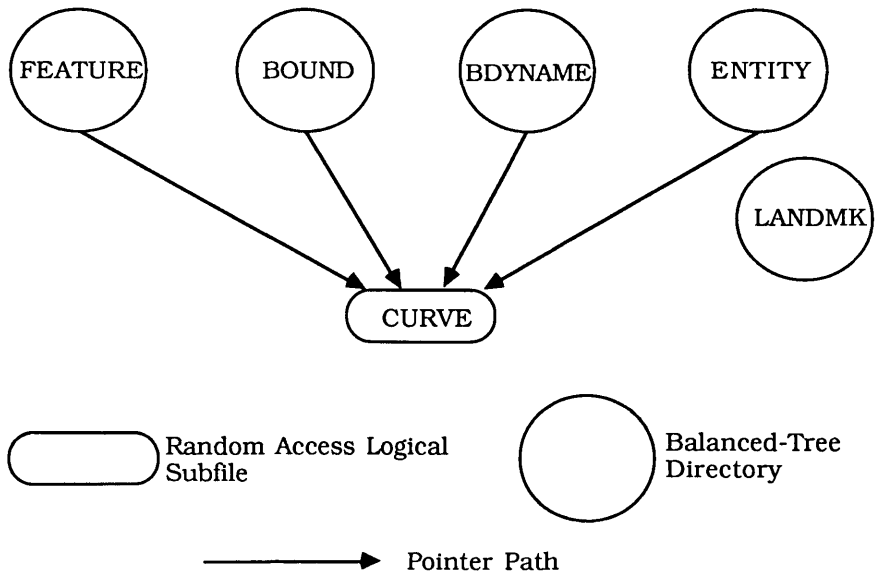 FEATURE
BOUND
BDYNAME
ENTITY
LANDMK
CURVE
Random Access Logical
Subfile
Balanced-Tree
Directory
Pointer Path